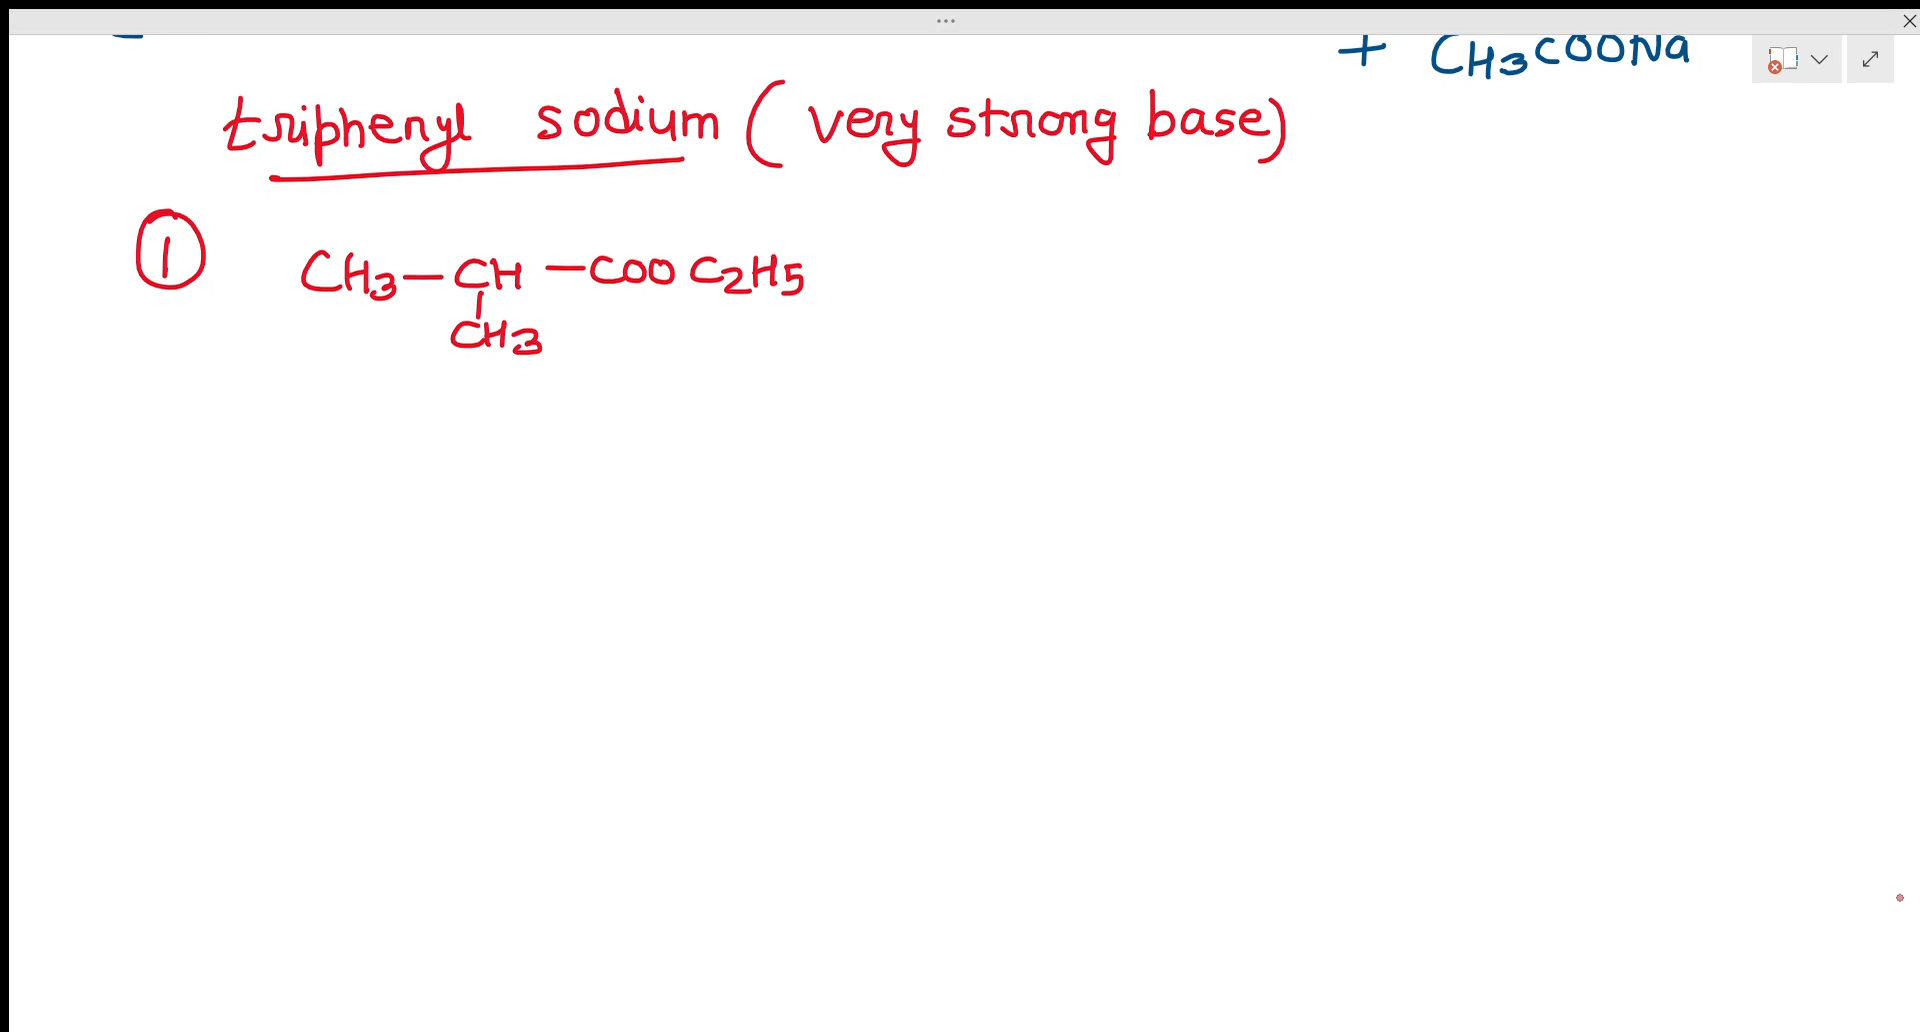 + CH3COONa
triphenyl sodium ( very strong base)
1 CH3-CH-COOC2H5
CH3